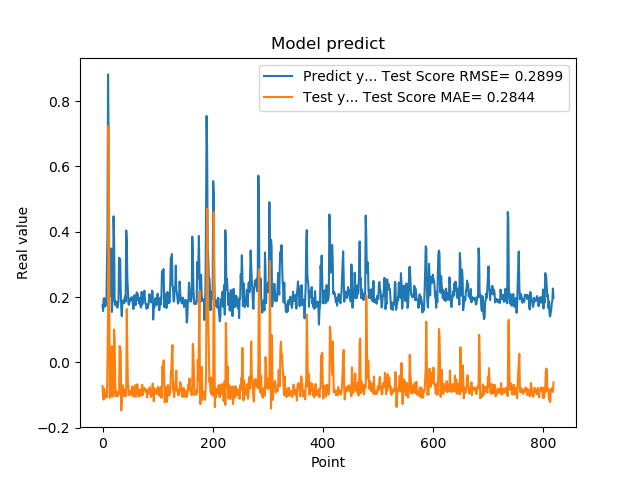 Model predict
Predict y... Test Score RMSE= 0.2899
Test y... Test Score MAE= 0.2844
0.8
0.6
0.4
0.2
0.0
−0.2
Real value
0
200
400
600
800
Point